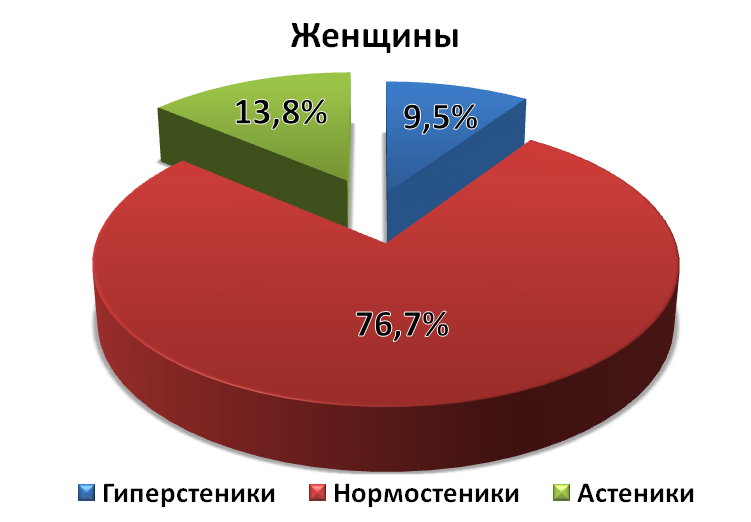 Женщины
13,8%
9,5%
76,7%
Гиперстеники
Нормостеники
Астеники